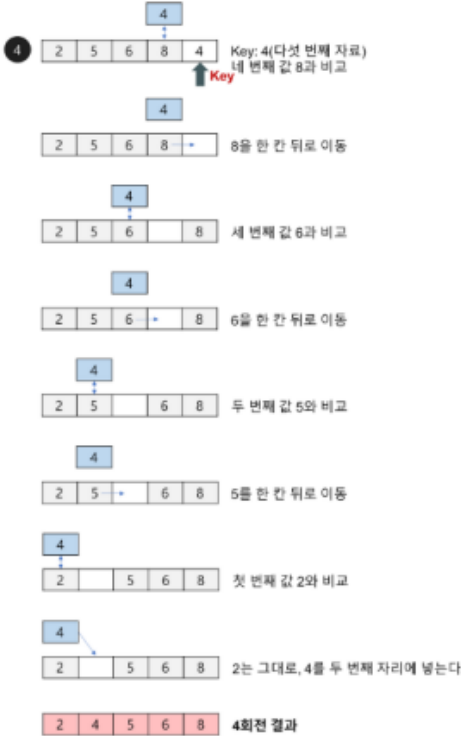 4
4
2 5 6 8 4
Key: 4(다섯 번째 자료)
네 번째 값 8과 비교
Key
4
2 5 6 8
8을 한 칸 뒤로 이동
4
2 5 6 8
세 번째 값 6과 비교
4
2 5 6 8
6을 한 칸 뒤로 이동
4
2 5 6 8
두 번째 값 5와 비교
4
2 5 6 8
5를 한 칸 뒤로 이동
4
2 5 6 8
첫 번째 값 2와 비교
4
2 5 6 8
2는 그대로, 4를 두 번째 자리에 넣는다
2 4 5 6 8
4회전 결과